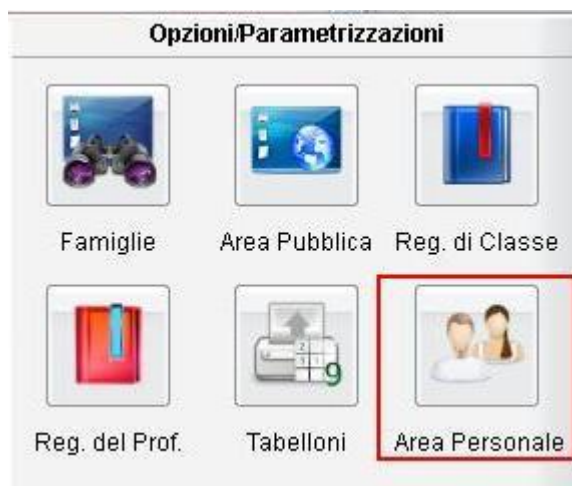 Opzioni/Parametrizzazioni
Famiglie
Area Pubblica
Reg. di Classe
Reg. del Prof.
Tabelloni
Area Personale